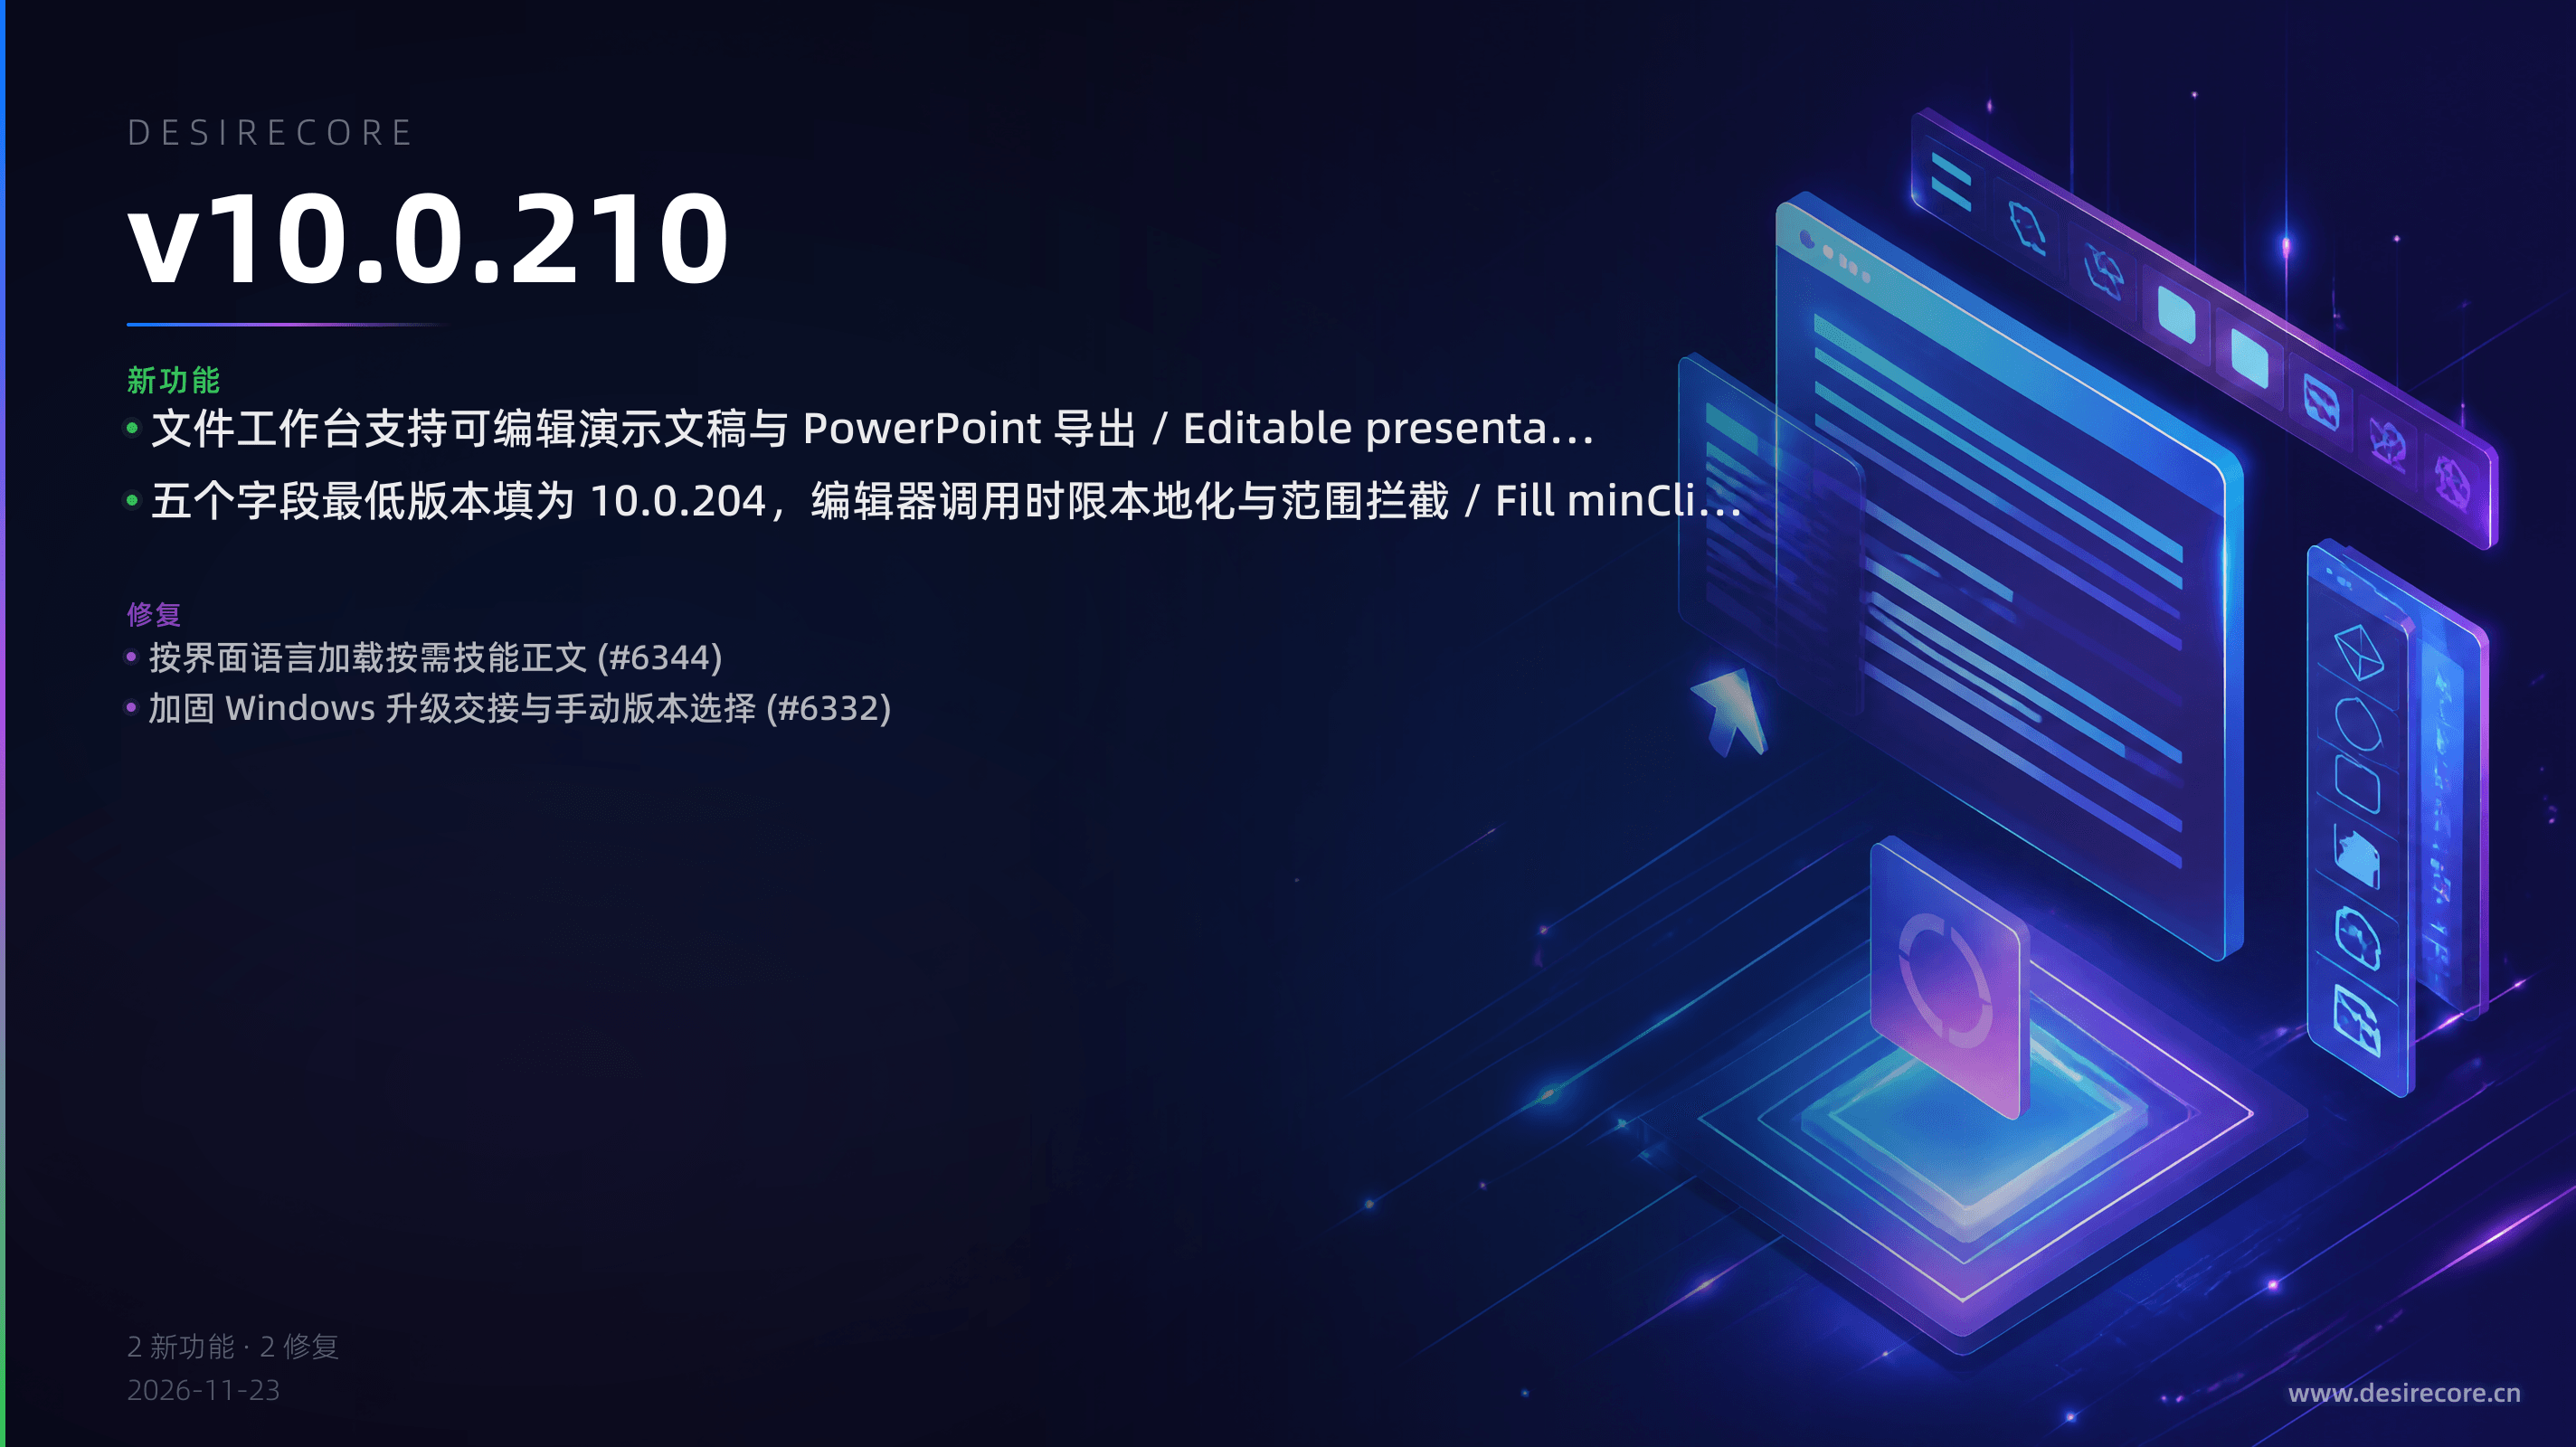 DESIRECORE
v10.0.210
新功能
文件工作台支持可编辑演示文稿与 PowerPoint 导出 / Editable presenta...
五个字段最低版本填为 10.0.204，编辑器调用时限本地化与范围拦截 / Fill minCli...
修复
按界面语言加载按需技能正文 (#6344)
加固 Windows 升级交接与手动版本选择 (#6332)
2 新功能 · 2 修复
2026-11-23
www.desirecore.cn